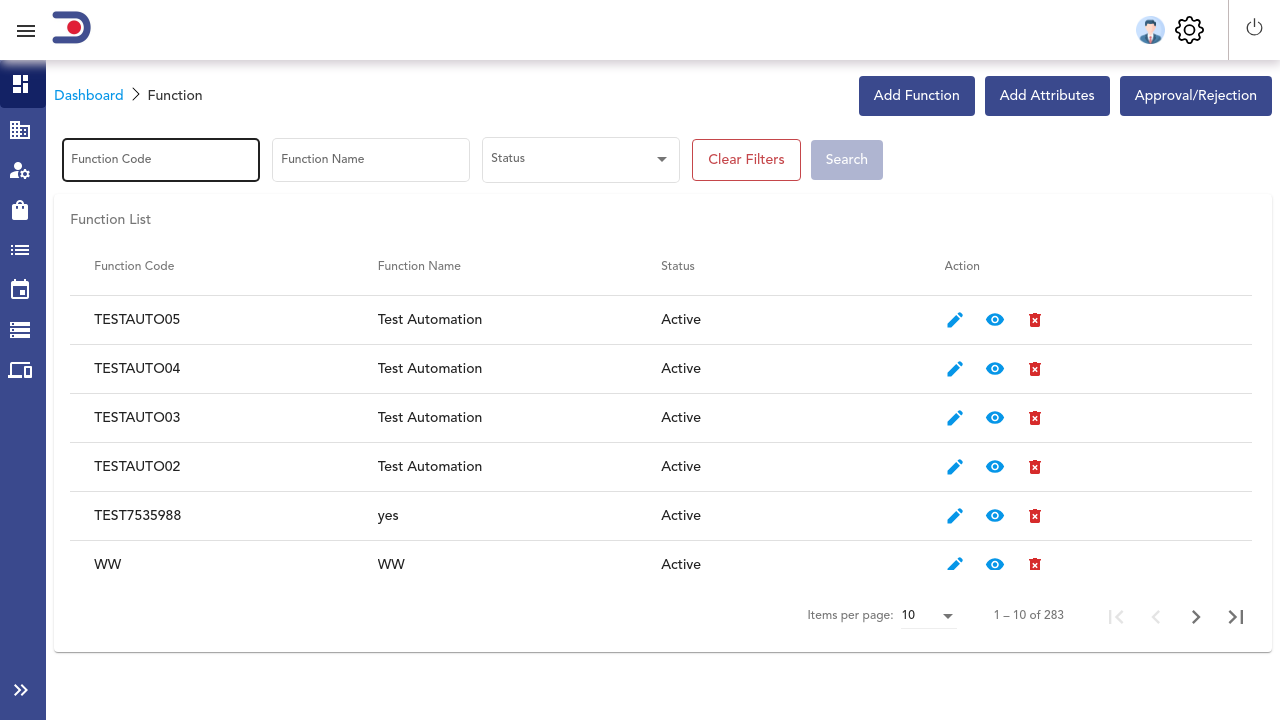 Dashboard Function
Add Function Add Attributes Approval/Rejection
Function Code Function Name Status Clear Filters Search
Function List
Function Code Function Name Status Action
TESTAUTO05 Test Automation Active
TESTAUTO04 Test Automation Active
TESTAUTO03 Test Automation Active
TESTAUTO02 Test Automation Active
TEST7535988 yes Active
WW WW Active
Items per page: 10 1 – 10 of 283